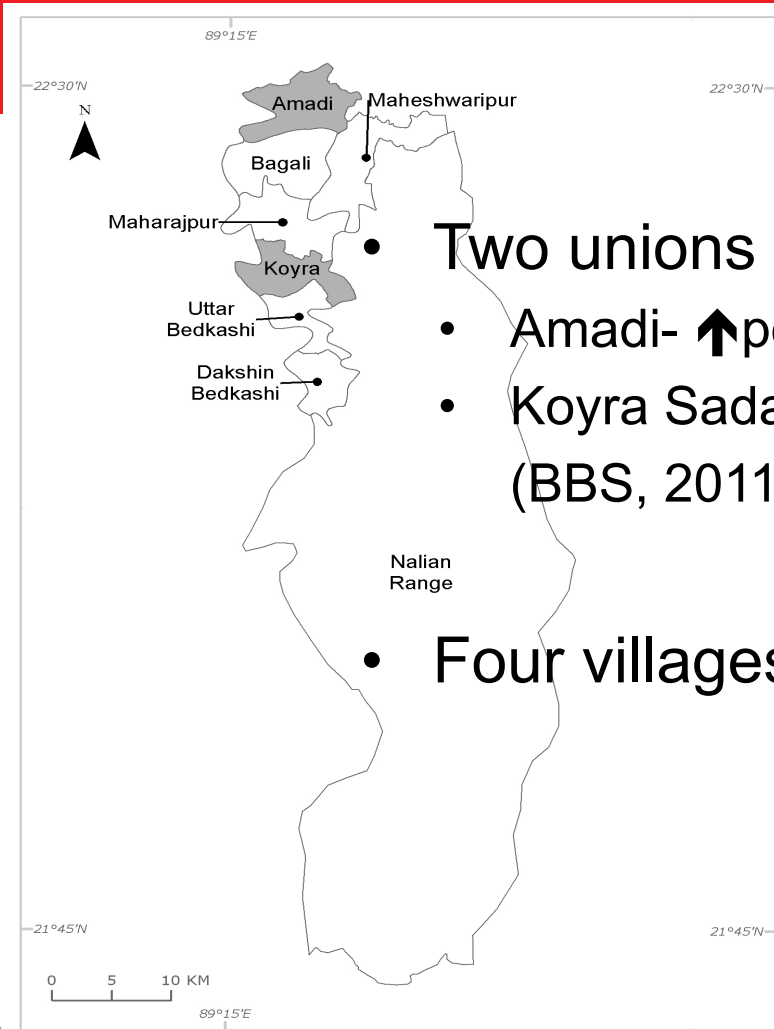 89°15'E
22°30'N
22°30'N
N
Amadi
Maheshwaripur
Bagali
Maharajpur
Koyra
Uttar
Bedkashi
Dakshin
Bedkashi
Nalian
Range
• Two unions
• Amadi- ↑p
• Koyra Sada
(BBS, 2011
• Four villages
21°45'N
21°45'N
0 5 10 KM
89°15'E